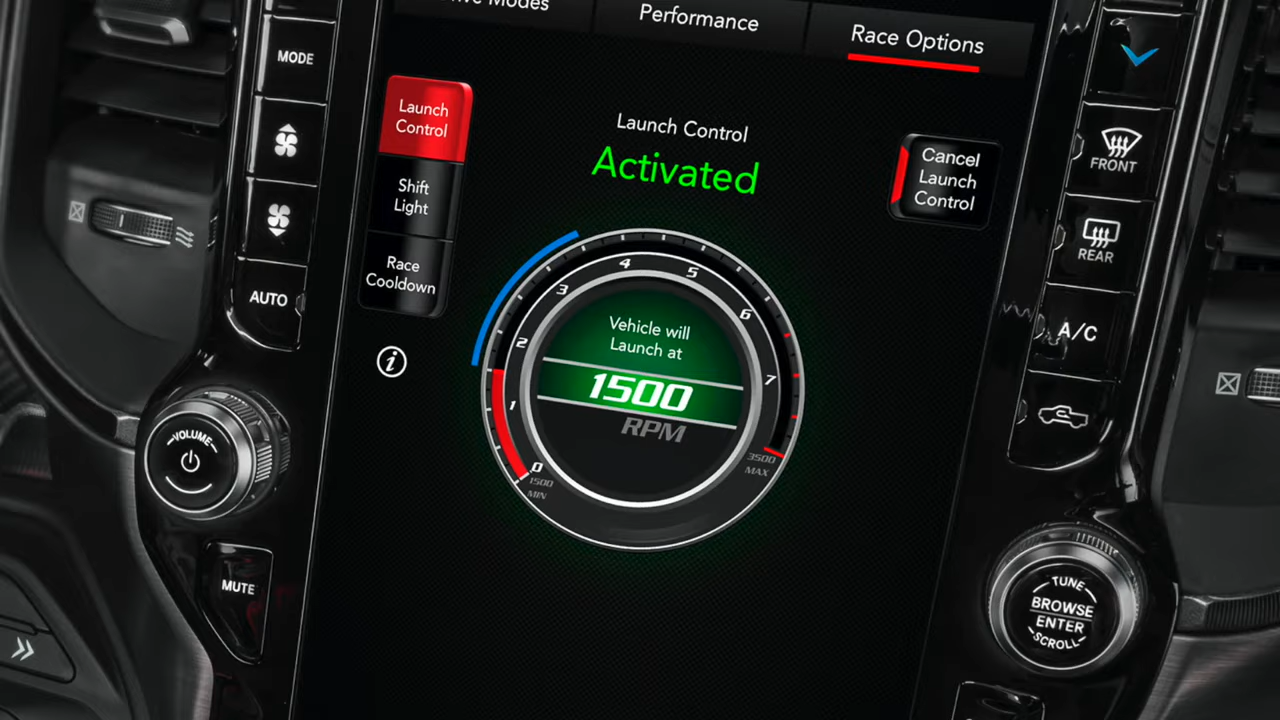 Modes
Performance
Race Options
MODE
Launch
Control
Launch Control
Activated
Cancel
Launch
Control
FRONT
Shift
Light
REAR
Race
Cooldown
AUTO
A/C
4
5
3
6
2
7
1
0
Vehicle will
Launch at
1500
RPM
1500
MIN
3500
MAX
VOLUME
MUTE
TUNE
BROWSE
ENTER
SCROLL